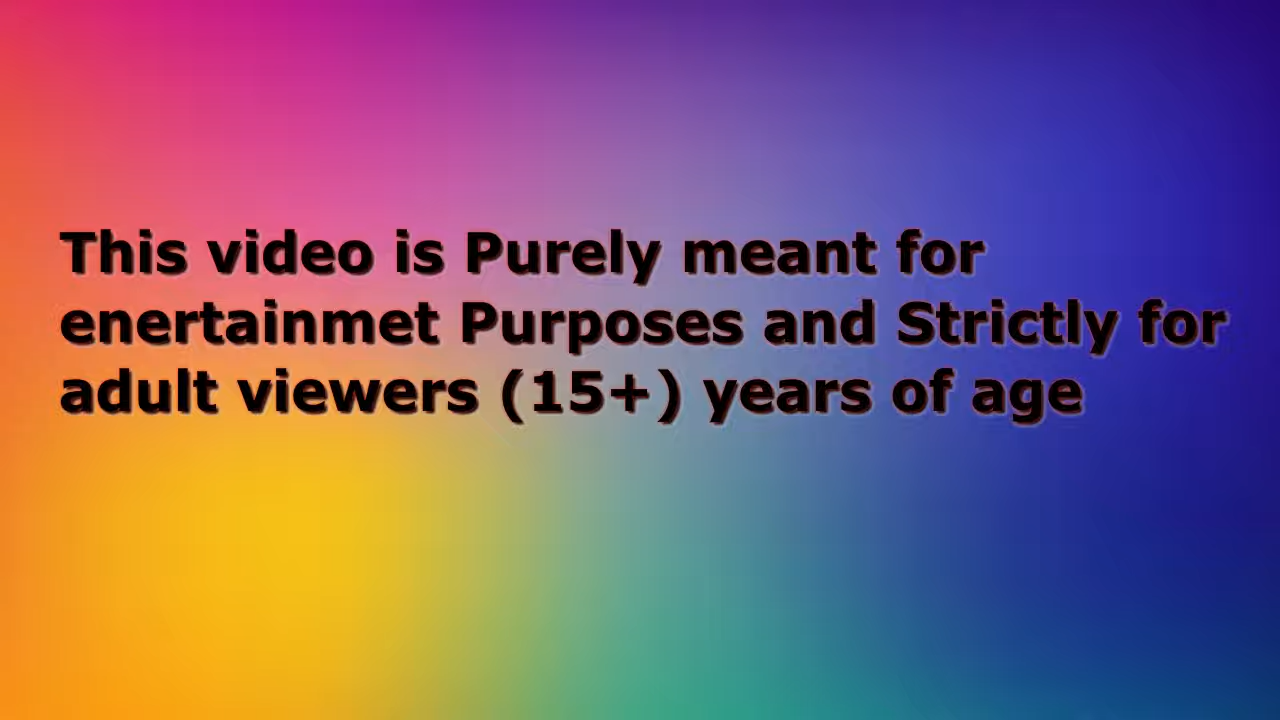 This video is Purely meant for
enertainmet Purposes and Strictly for
adult viewers (15+) years of age